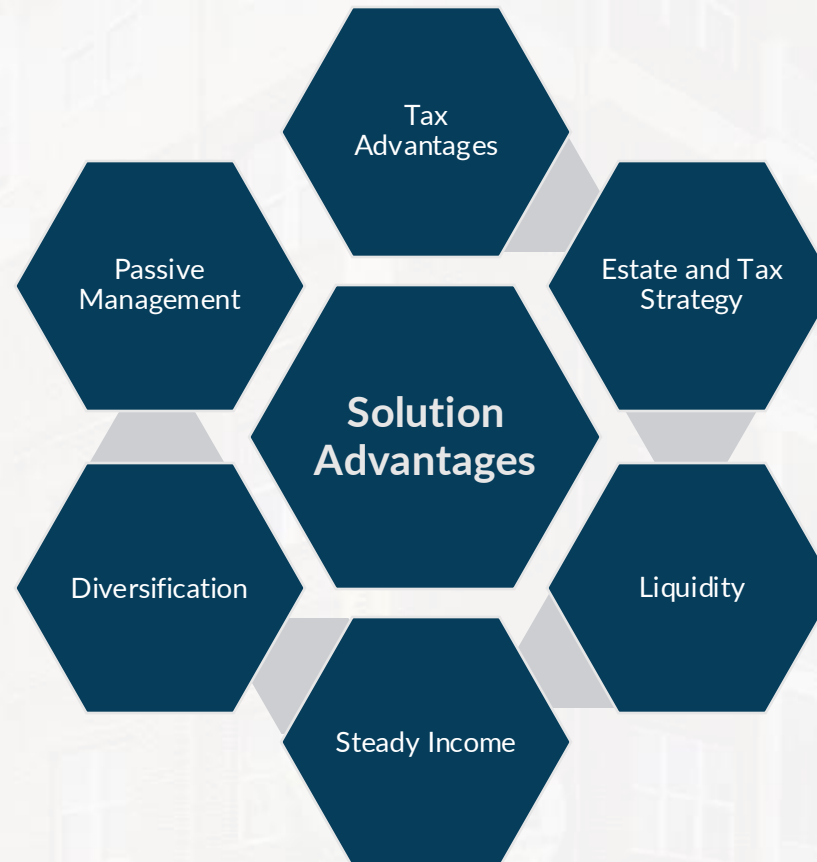 Tax
Advantages
Passive
Management
Estate and Tax
Strategy
Solution
Advantages
Diversification
Liquidity
Steady Income